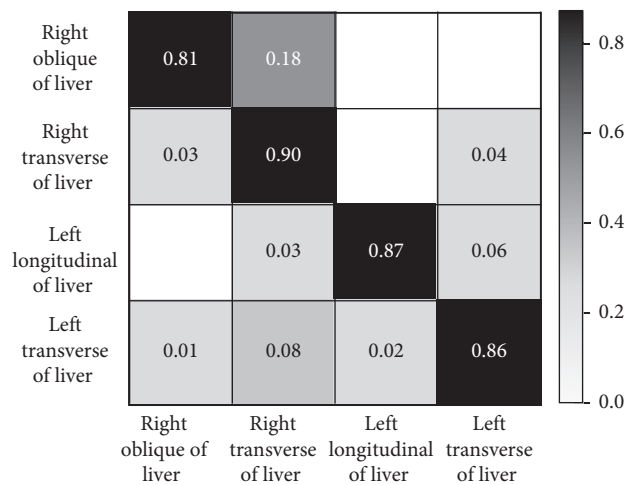 Right
oblique
of liver
0.81 0.18
Right
transverse
of liver
0.03 0.90 0.04
Left
longitudinal
of liver
0.03 0.87 0.06
Left
transverse
of liver
0.01 0.08 0.02 0.86
Right
oblique of
liver
Right
transverse
of liver
Left
longitudinal
of liver
Left
transverse
of liver
0.8
0.6
0.4
0.2
0.0